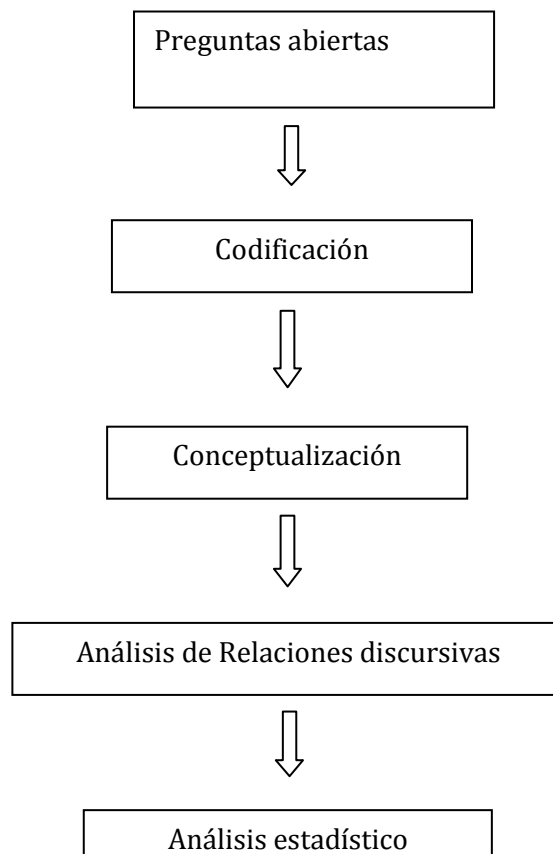 Preguntas abiertas
Codificación
Conceptualización
Análisis de Relaciones discursivas
Análisis estadístico